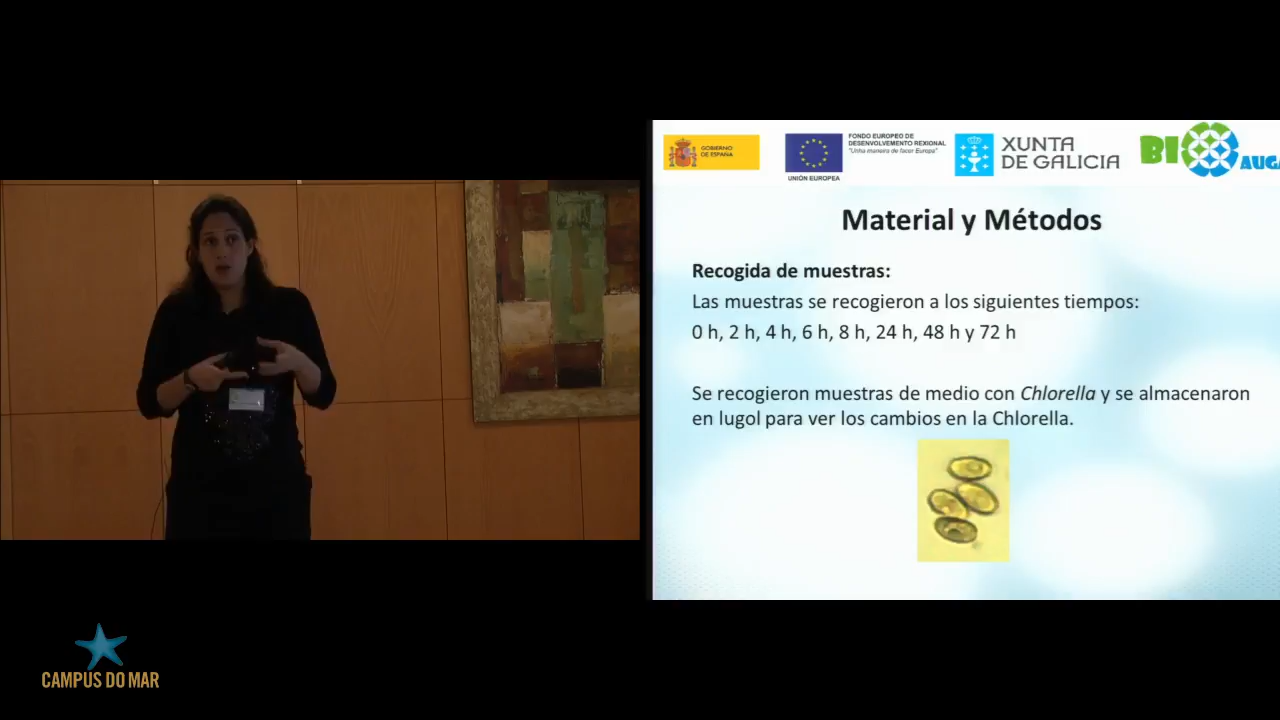 GOBIERNO
DE ESPAÑA
UNIÓN EUROPEA
FONDO EUROPEO DE
DESENVOLVEMENTO REXIONAL
"Unha maneira de facer Europa"
XUNTA
DE GALICIA
BI
AUGA
Material y Métodos
Recogida de muestras:
Las muestras se recogieron a los siguientes tiempos:
0 h, 2 h, 4 h, 6 h, 8 h, 24 h, 48 h y 72 h
Se recogieron muestras de medio con Chlorella y se almacenaron
en lugol para ver los cambios en la Chlorella.
CAMPUS DO MAR